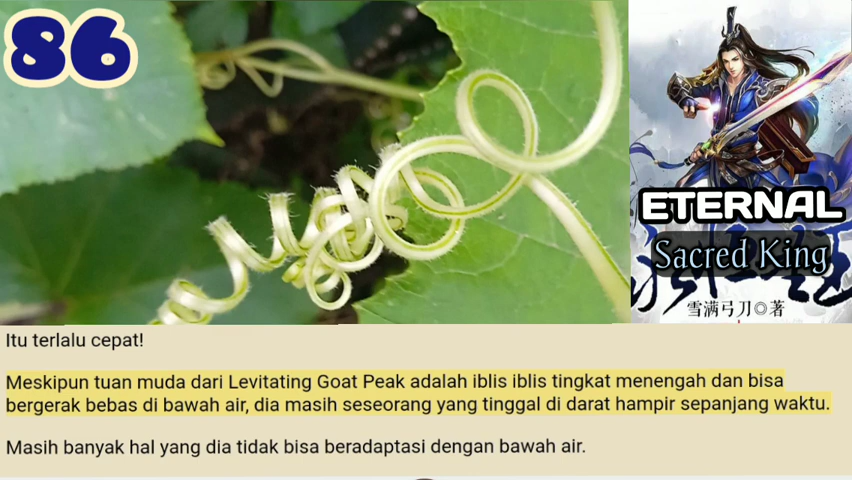 86
ETERNAL
Sacred King
雪满弓刀◎著
Itu terlalu cepat!
Meskipun tuan muda dari Levitating Goat Peak adalah iblis iblis tingkat menengah dan bisa
bergerak bebas di bawah air, dia masih seseorang yang tinggal di darat hampir sepanjang waktu.
Masih banyak hal yang dia tidak bisa beradaptasi dengan bawah air.